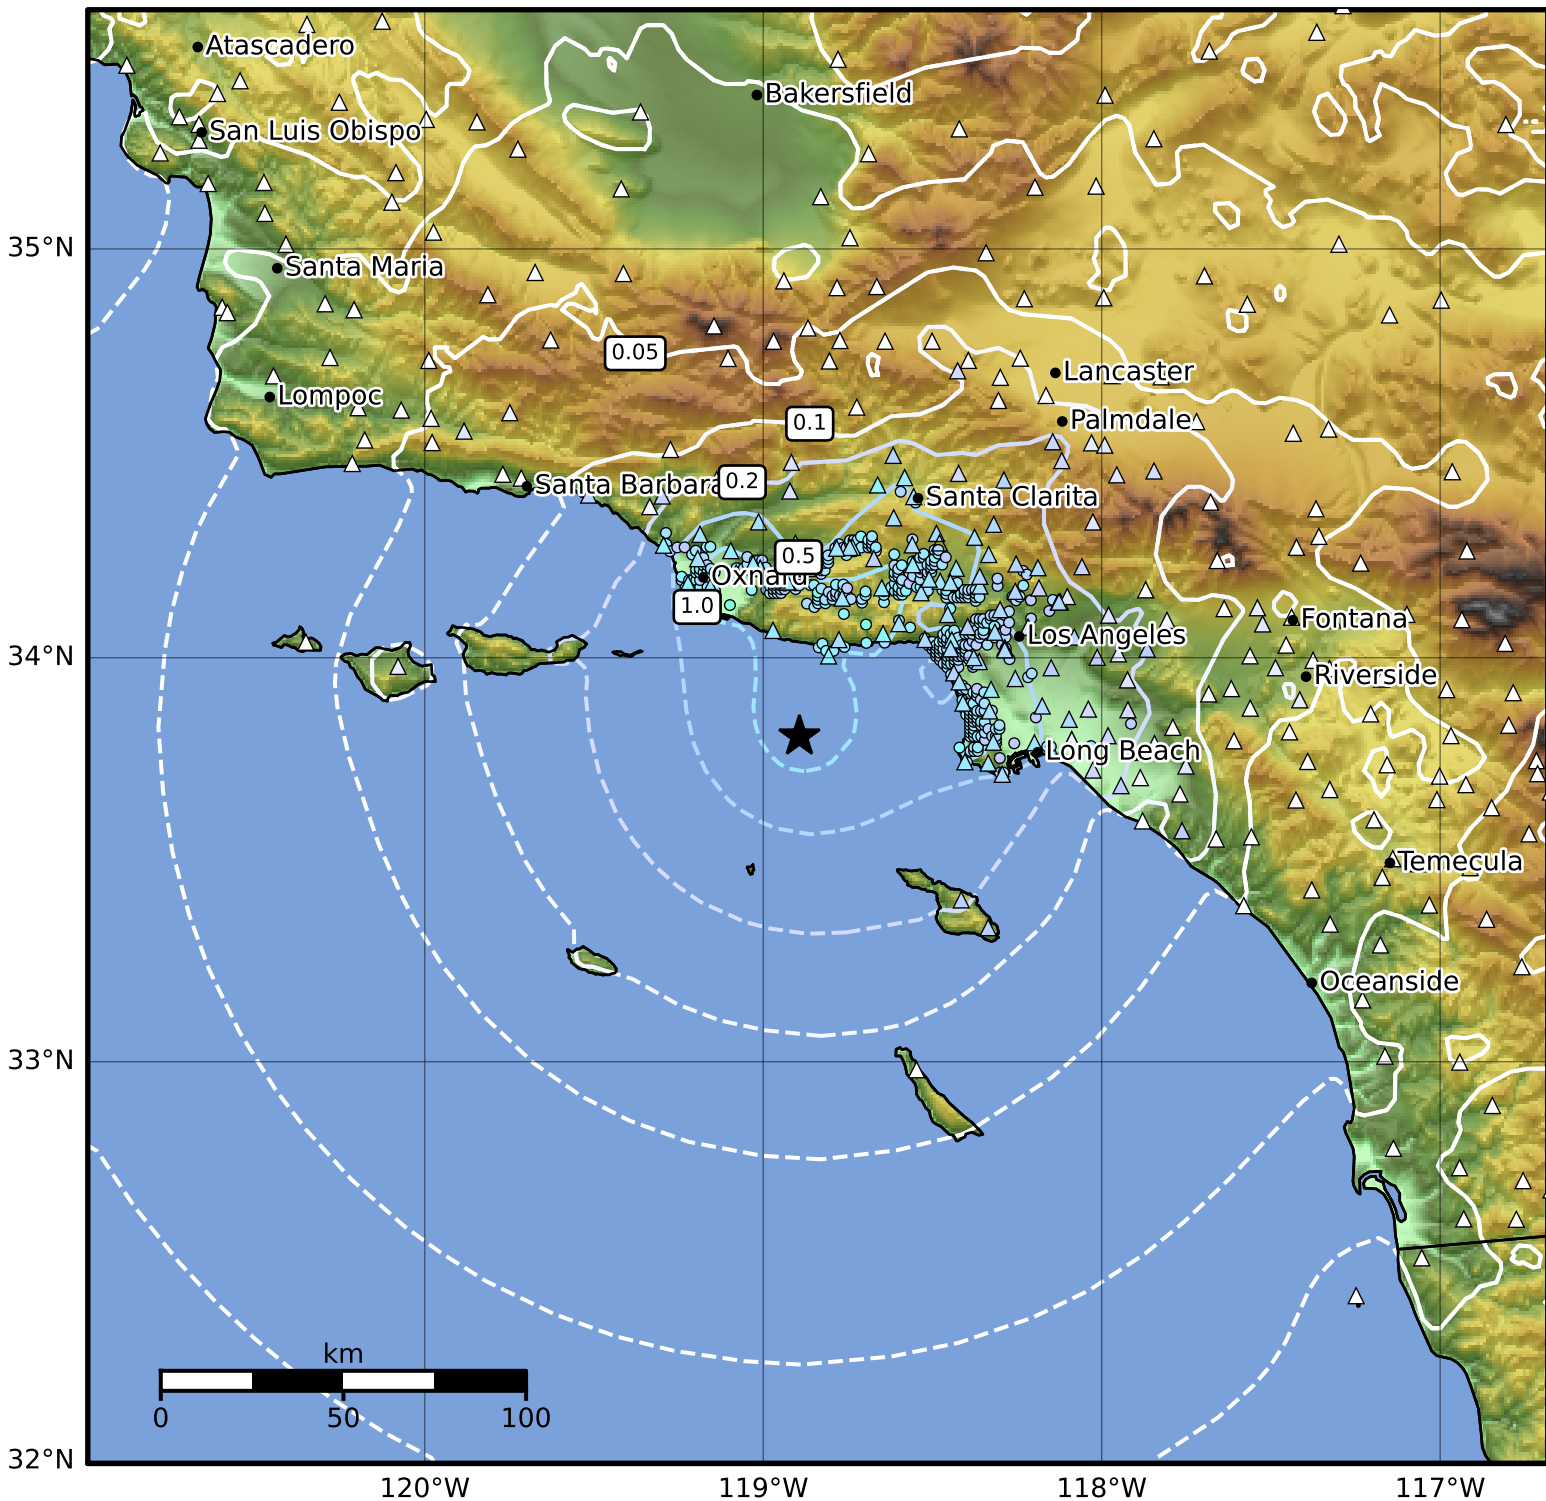 Atascadero
Bakersfield
San Luis Obispo
35°N
Santa Maria
0.05
Lancaster
Lompoc
0.1
Palmdale
Santa Barbara
0.2
Santa Clarita
0.5
Oxnard
1.0
Fontana
Los Angeles
34°N
Riverside
Long Beach
Temecula
Oceanside
33°N
km
0 50 100
32°N
120°W 119°W 118°W 117°W